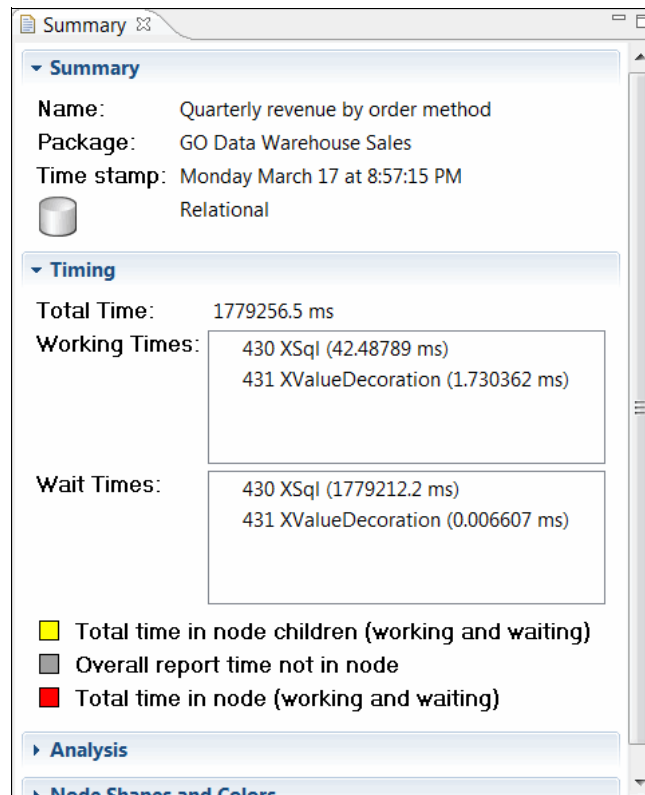 Summary
Summary
Name: Quarterly revenue by order method
Package: GO Data Warehouse Sales
Time stamp: Monday March 17 at 8:57:15 PM
Relational
Timing
Total Time: 1779256.5 ms
Working Times: 430 XSql (42.48789 ms)
431 XValueDecoration (1.730362 ms)
Wait Times: 430 XSql (1779212.2 ms)
431 XValueDecoration (0.006607 ms)
Total time in node children (working and waiting)
Overall report time not in node
Total time in node (working and waiting)
Analysis
Node Shapes and Colors